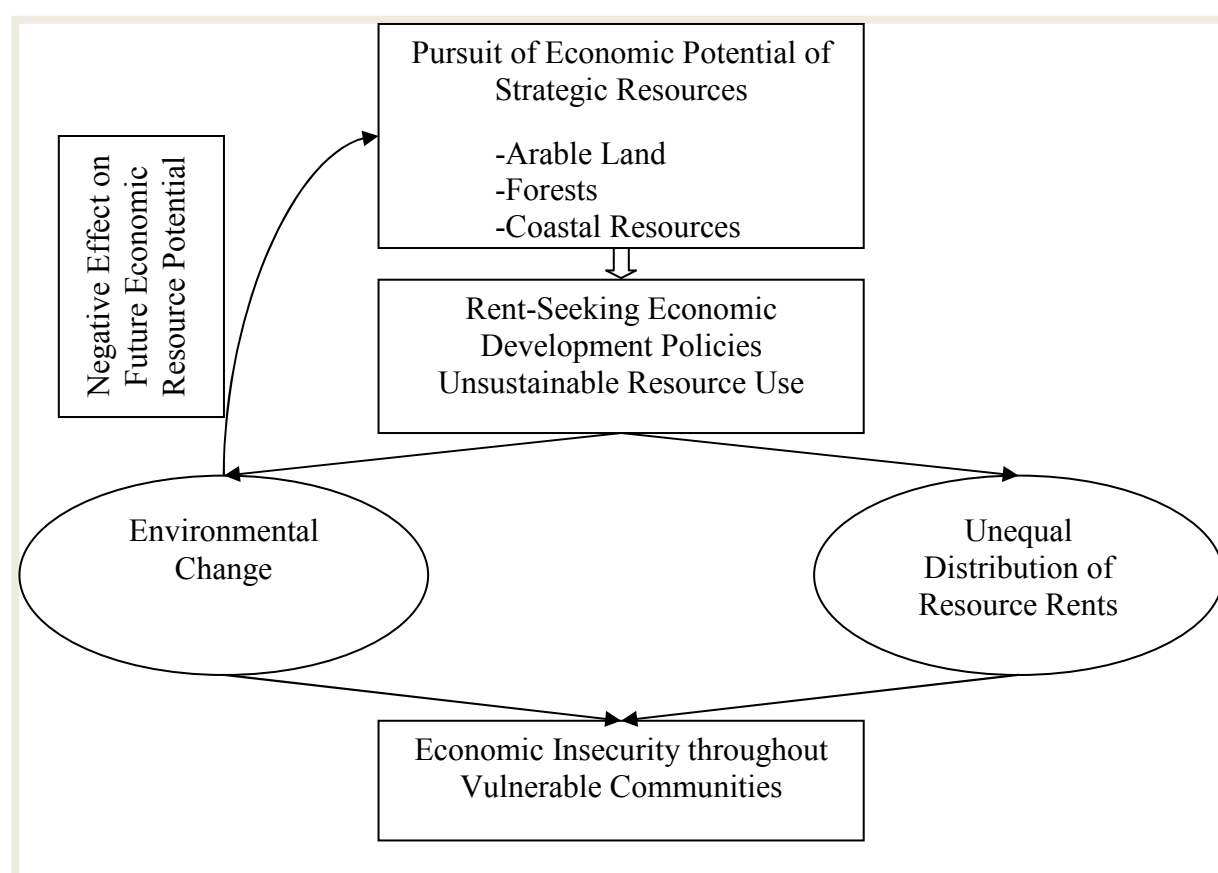 Pursuit of Economic Potential of
Strategic Resources
-Arable Land
-Forests
-Coastal Resources
Negative Effect on
Future Economic
Resource Potential
Rent-Seeking Economic
Development Policies
Unsustainable Resource Use
Environmental
Change
Unequal
Distribution of
Resource Rents
Economic Insecurity throughout
Vulnerable Communities